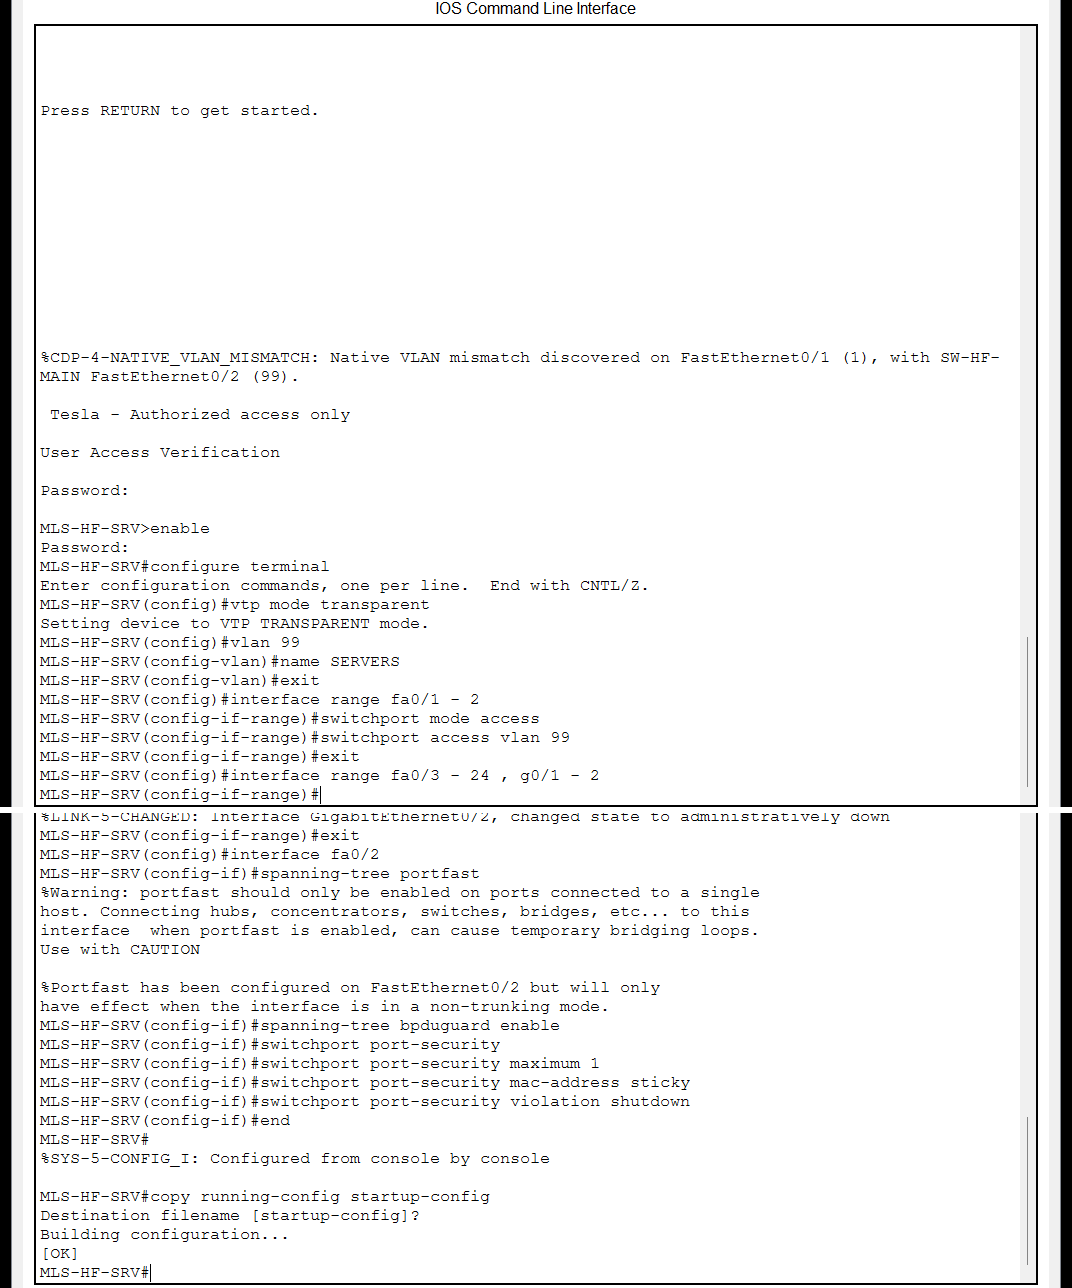 IOS Command Line Interface
Press RETURN to get started.
%CDP-4-NATIVE_VLAN_MISMATCH: Native VLAN mismatch discovered on FastEthernet0/1 (1), with SW-HF-
MAIN FastEthernet0/2 (99).
Tesla - Authorized access only
User Access Verification
Password:
MLS-HF-SRV>enable
Password:
MLS-HF-SRV#configure terminal
Enter configuration commands, one per line.  End with CNTL/Z.
MLS-HF-SRV(config)#vtp mode transparent
Setting device to VTP TRANSPARENT mode.
MLS-HF-SRV(config)#vlan 99
MLS-HF-SRV(config-vlan)#name SERVERS
MLS-HF-SRV(config-vlan)#exit
MLS-HF-SRV(config)#interface range fa0/1 - 2
MLS-HF-SRV(config-if-range)#switchport mode access
MLS-HF-SRV(config-if-range)#switchport access vlan 99
MLS-HF-SRV(config-if-range)#exit
MLS-HF-SRV(config)#interface range fa0/3 - 24 , g0/1 - 2
MLS-HF-SRV(config-if-range)#
%LINK-5-CHANGED: Interface GigabitEthernet0/2, changed state to administratively down
MLS-HF-SRV(config-if-range)#exit
MLS-HF-SRV(config)#interface fa0/2
MLS-HF-SRV(config-if)#spanning-tree portfast
%Warning: portfast should only be enabled on ports connected to a single
host. Connecting hubs, concentrators, switches, bridges, etc... to this
interface  when portfast is enabled, can cause temporary bridging loops.
Use with CAUTION
%Portfast has been configured on FastEthernet0/2 but will only
have effect when the interface is in a non-trunking mode.
MLS-HF-SRV(config-if)#spanning-tree bpduguard enable
MLS-HF-SRV(config-if)#switchport port-security
MLS-HF-SRV(config-if)#switchport port-security maximum 1
MLS-HF-SRV(config-if)#switchport port-security mac-address sticky
MLS-HF-SRV(config-if)#switchport port-security violation shutdown
MLS-HF-SRV(config-if)#end
MLS-HF-SRV#
%SYS-5-CONFIG_I: Configured from console by console
MLS-HF-SRV#copy running-config startup-config
Destination filename [startup-config]?
Building configuration...
[OK]
MLS-HF-SRV#